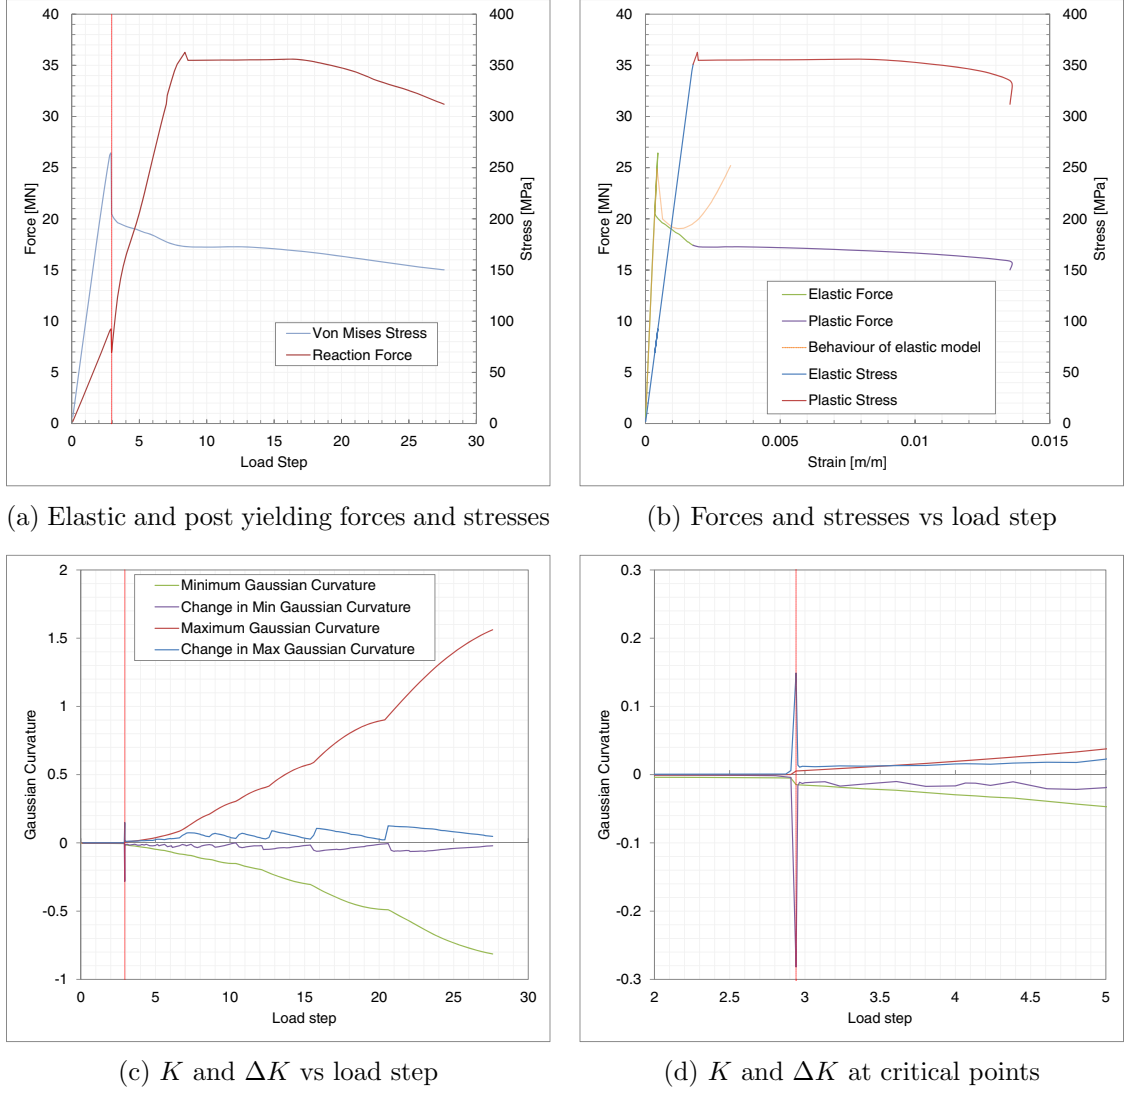 40
35
30
25
20
15
10
5
0
Force [MN]
400
350
300
250
200
150
100
50
0
Stress [MPa]
Von Mises Stress
Reaction Force
0 5 10 15 20 25 30
Load Step
(a) Elastic and post yielding forces and stresses
40
35
30
25
20
15
10
5
0
Force [MN]
400
350
300
250
200
150
100
50
0
Stress [MPa]
Elastic Force
Plastic Force
Behaviour of elastic model
Elastic Stress
Plastic Stress
0 0.005 0.01 0.015
Strain [m/m]
(b) Forces and stresses vs load step
2
1.5
1
0.5
0
-0.5
-1
Gaussian Curvature
Minimum Gaussian Curvature
Change in Min Gaussian Curvature
Maximum Gaussian Curvature
Change in Max Gaussian Curvature
0 5 10 15 20 25 30
Load step
(c) K and ΔK vs load step
0.3
0.2
0.1
0
-0.1
-0.2
-0.3
Gaussian Curvature
2 2.5 3 3.5 4 4.5 5
Load step
(d) K and ΔK at critical points